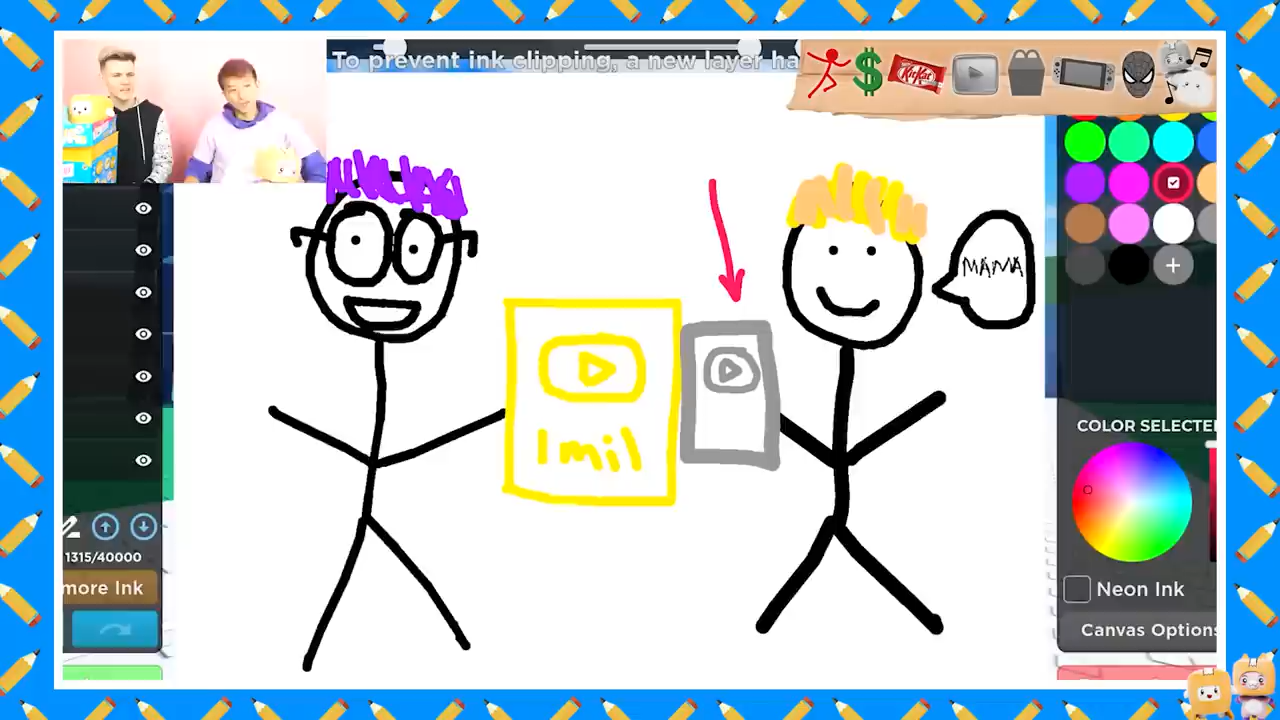 To prevent ink clipping, a new layer ha
KitKat
MAMA
1mil
COLOR SELECTE
1315/40000
more Ink
Neon Ink
Canvas Options